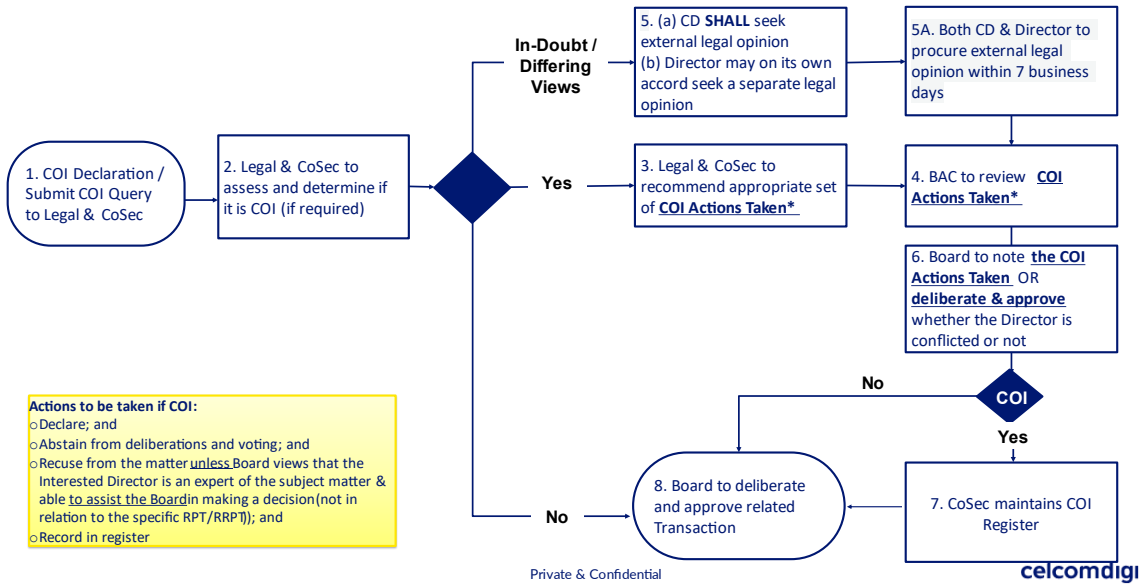 In-Doubt /
Differing
Views
5. (a) CD SHALL seek
external legal opinion
(b) Director may on its own
accord seek a separate legal
opinion
5A. Both CD & Director to
procure external legal
opinion within 7 business
days
1. COI Declaration /
Submit COI Query
to Legal & CoSec
2. Legal & CoSec to
assess and determine if
it is COI (if required)
Yes
3. Legal & CoSec to
recommend appropriate set
of COI Actions Taken*
4. BAC to review COI
Actions Taken*
6. Board to note the COI
Actions Taken OR
deliberate & approve
whether the Director is
conflicted or not
No
COI
Yes
Actions to be taken if COI:
○Declare; and
○Abstain from deliberations and voting; and
○Recuse from the matter unless Board views that the
Interested Director is an expert of the subject matter &
able to assist the Boardin making a decision(not in
relation to the specific RPT/RRPT)); and
○Record in register
No
8. Board to deliberate
and approve related
Transaction
7. CoSec maintains COI
Register
Private & Confidential
celcomdigi